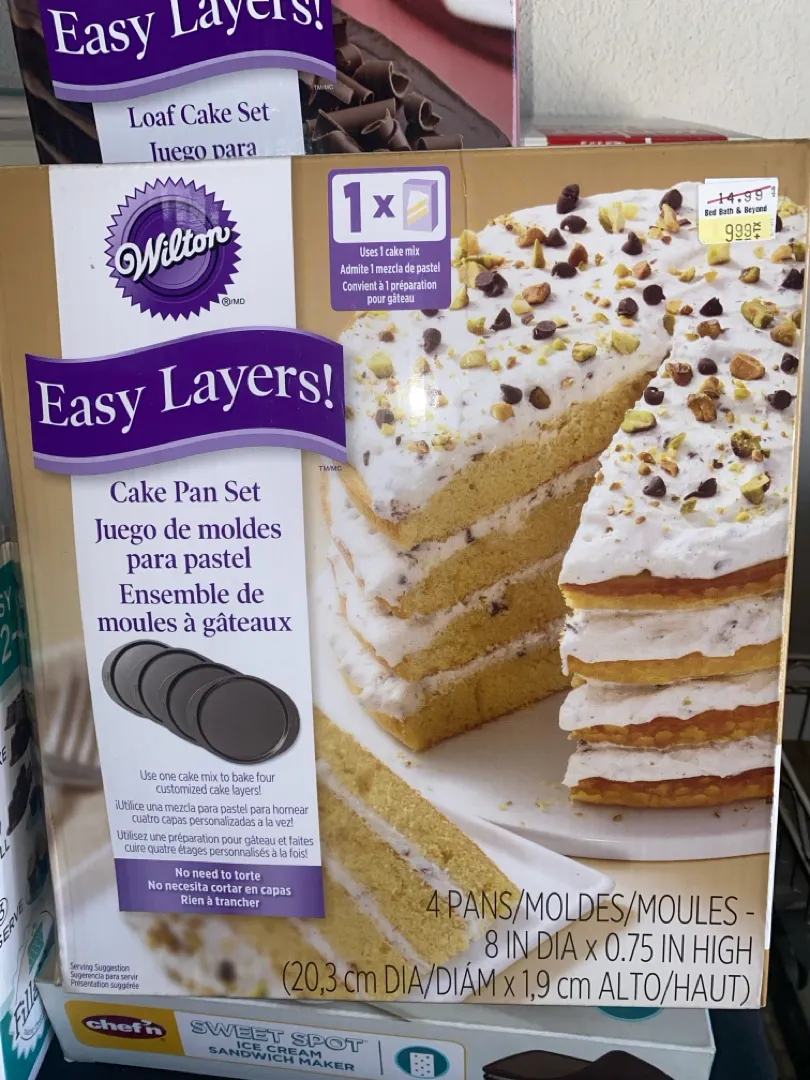 Easy Layers!
TM/MC
Loaf Cake Set
Juego para
Wilton
®/MD
1 x
Uses 1 cake mix
Admite 1 mezcla de pastel
Convient à 1 préparation
pour gâteau
14.99
Bed Bath & Beyond
9.99
Easy Layers!
TM/MC
Cake Pan Set
Juego de moldes
para pastel
Ensemble de
moules à gâteaux
Use one cake mix to bake four
customized cake layers!
¡Utilice una mezcla para pastel para hornear
cuatro capas personalizadas a la vez!
Utilisez une préparation pour gâteau et faites
cuire quatre étages personnalisés à la fois!
No need to torte
No necesita cortar en capas
Rien à trancher
4 PANS/MOLDES/MOULES -
8 IN DIA x 0.75 IN HIGH
(20,3 cm DIA/DIÁM x 1,9 cm ALTO/HAUT)
Serving Suggestion
Sugerencia para servir
Présentation suggérée
chef'n
SWEET SPOT
ICE CREAM
SANDWICH MAKER